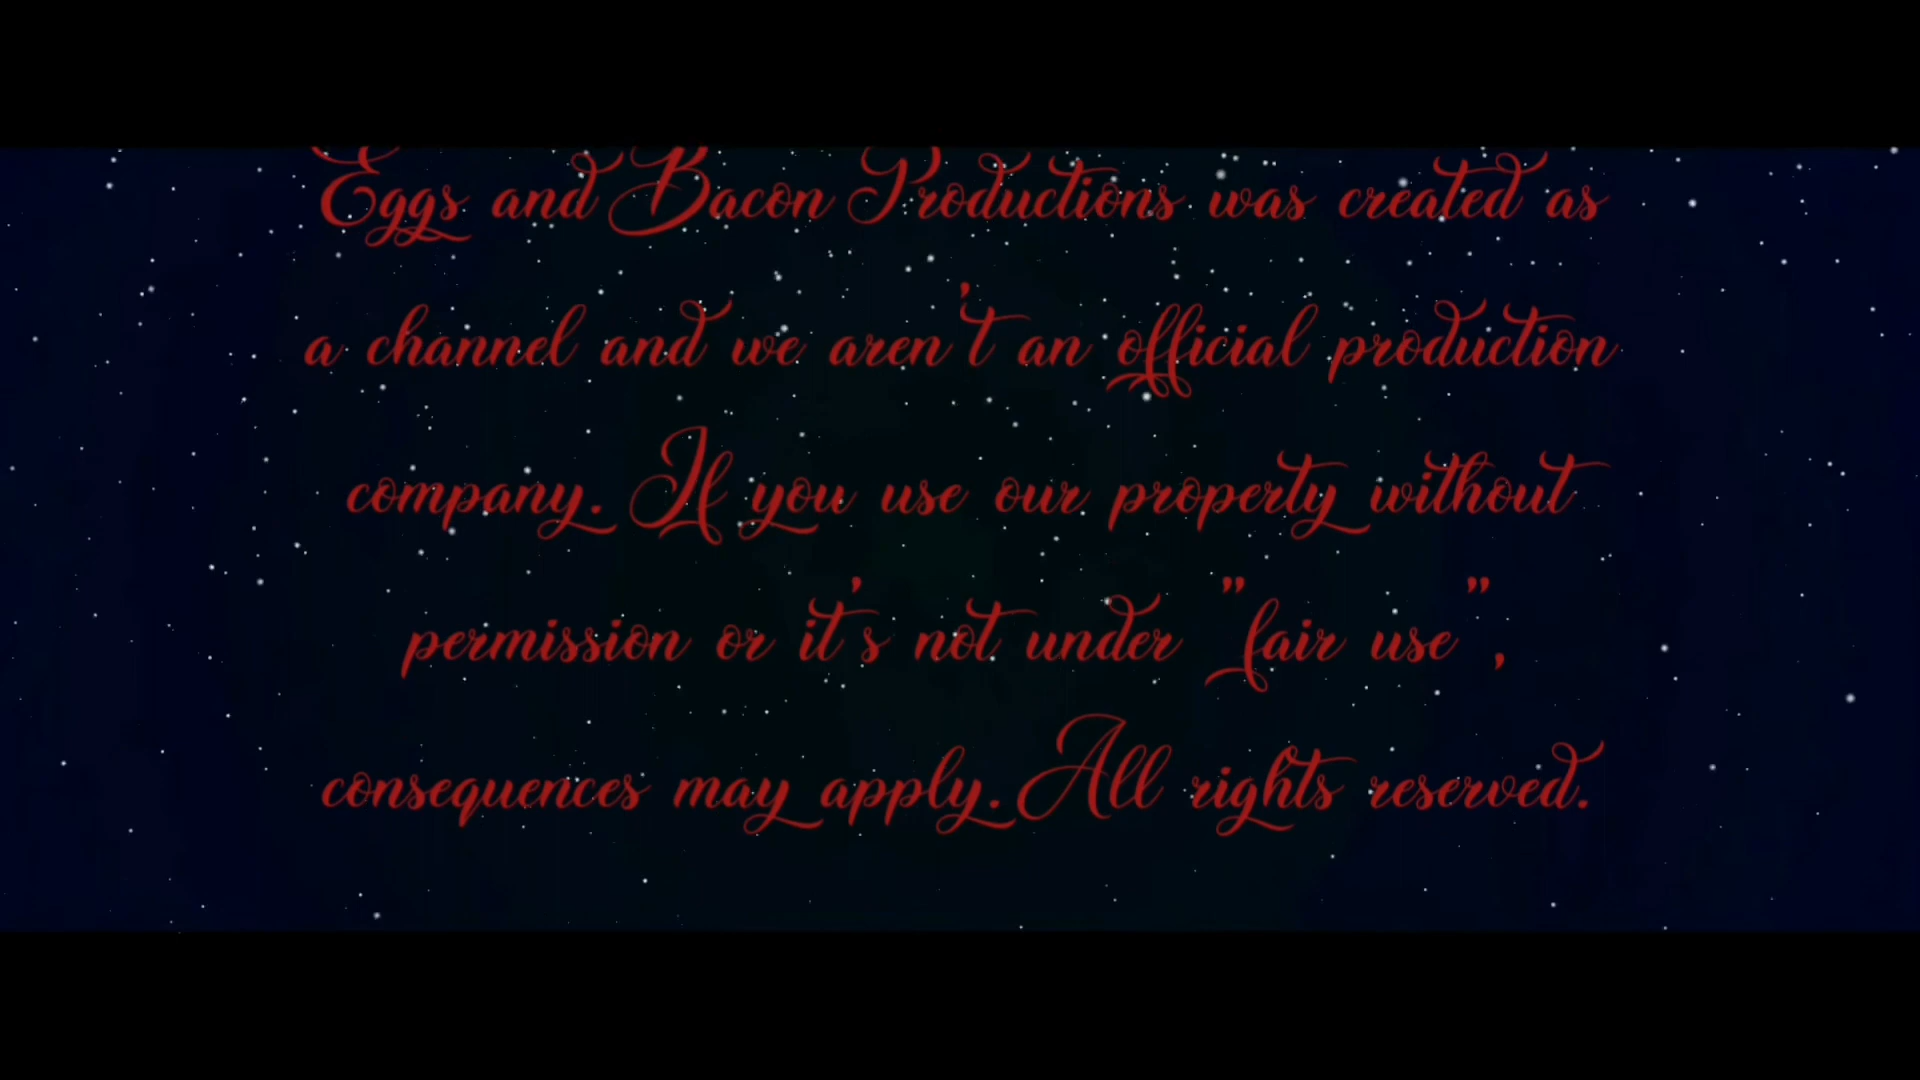 Eggs and Bacon Productions was created as
a channel and we aren't an official production
company. If you use our property without
permission or it's not under "fair use",
consequences may apply. All rights reserved.